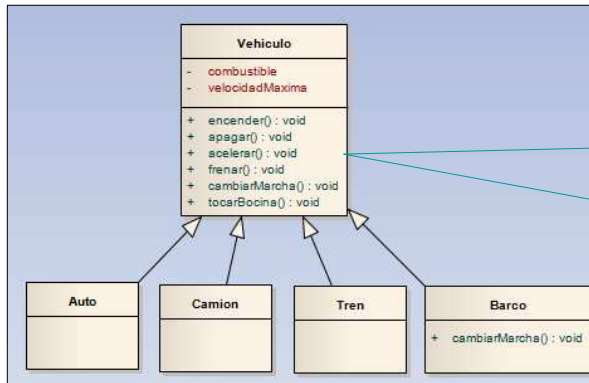 Vehiculo
- combustible
- velocidadMaxima
+ encender() : void
+ apagar() : void
+ acelerar() : void
+ frenar() : void
+ cambiarMarcha() : void
+ tocarBocina() : void
Auto
Camion
Tren
Barco
+ cambiarMarcha() : void